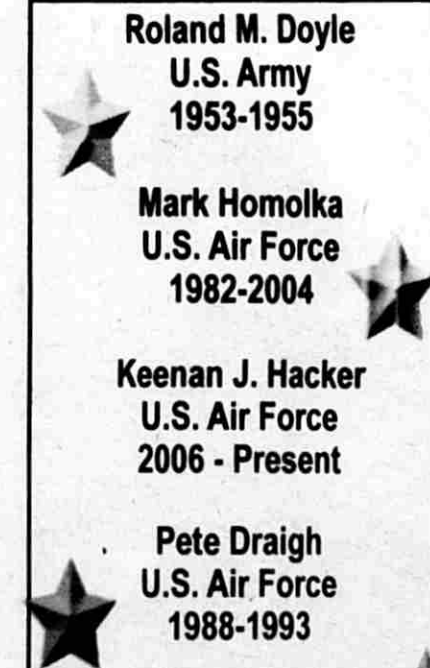 Roland M. Doyle
U.S. Army
1953-1955
Mark Homolka
U.S. Air Force
1982-2004
Keenan J. Hacker
U.S. Air Force
2006 - Present
Pete Draigh
U.S. Air Force
1988-1993